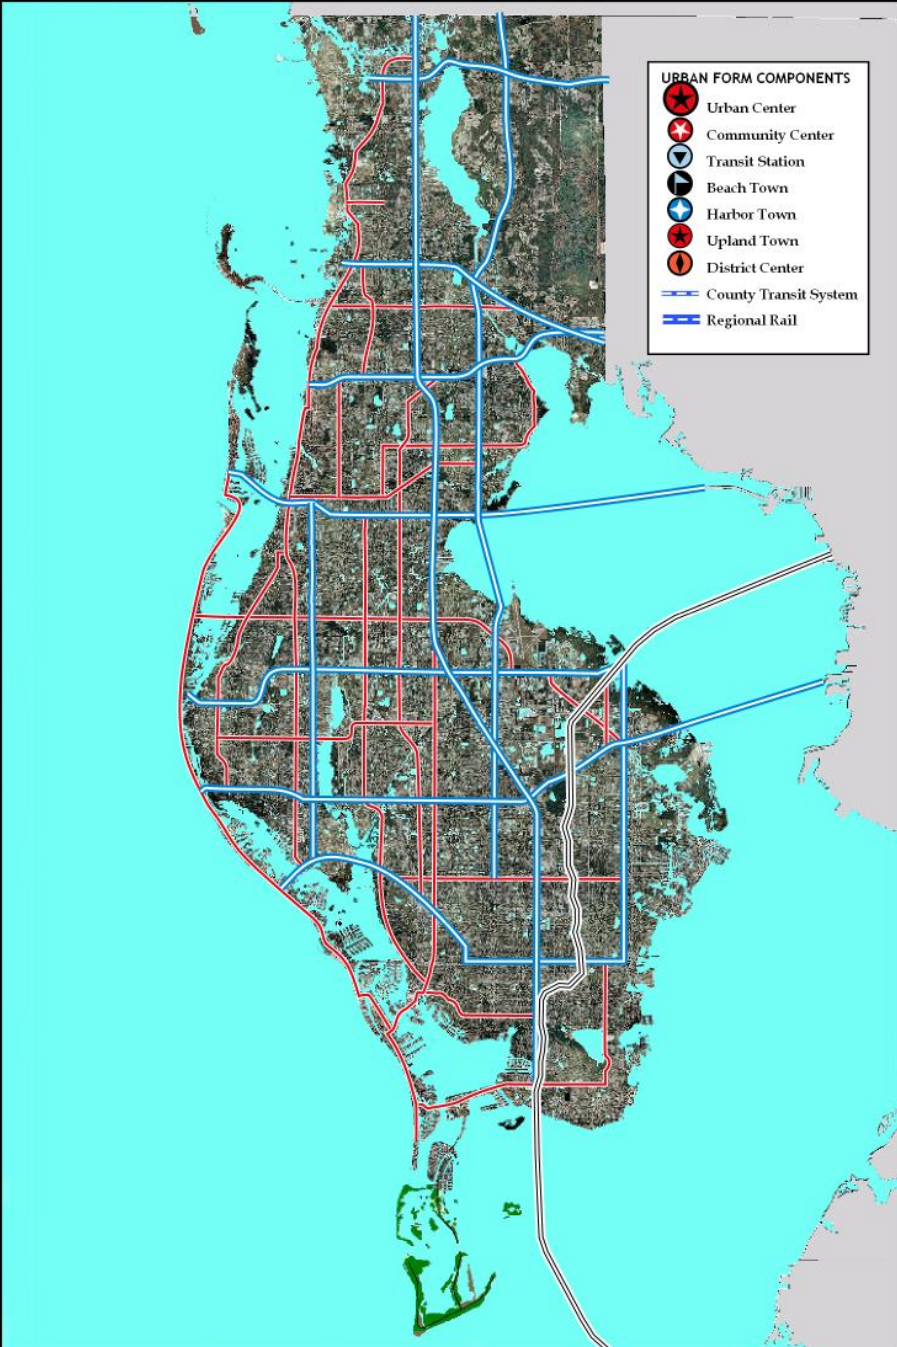 URBAN FORM COMPONENTS
Urban Center
Community Center
Transit Station
Beach Town
Harbor Town
Upland Town
District Center
County Transit System
Regional Rail